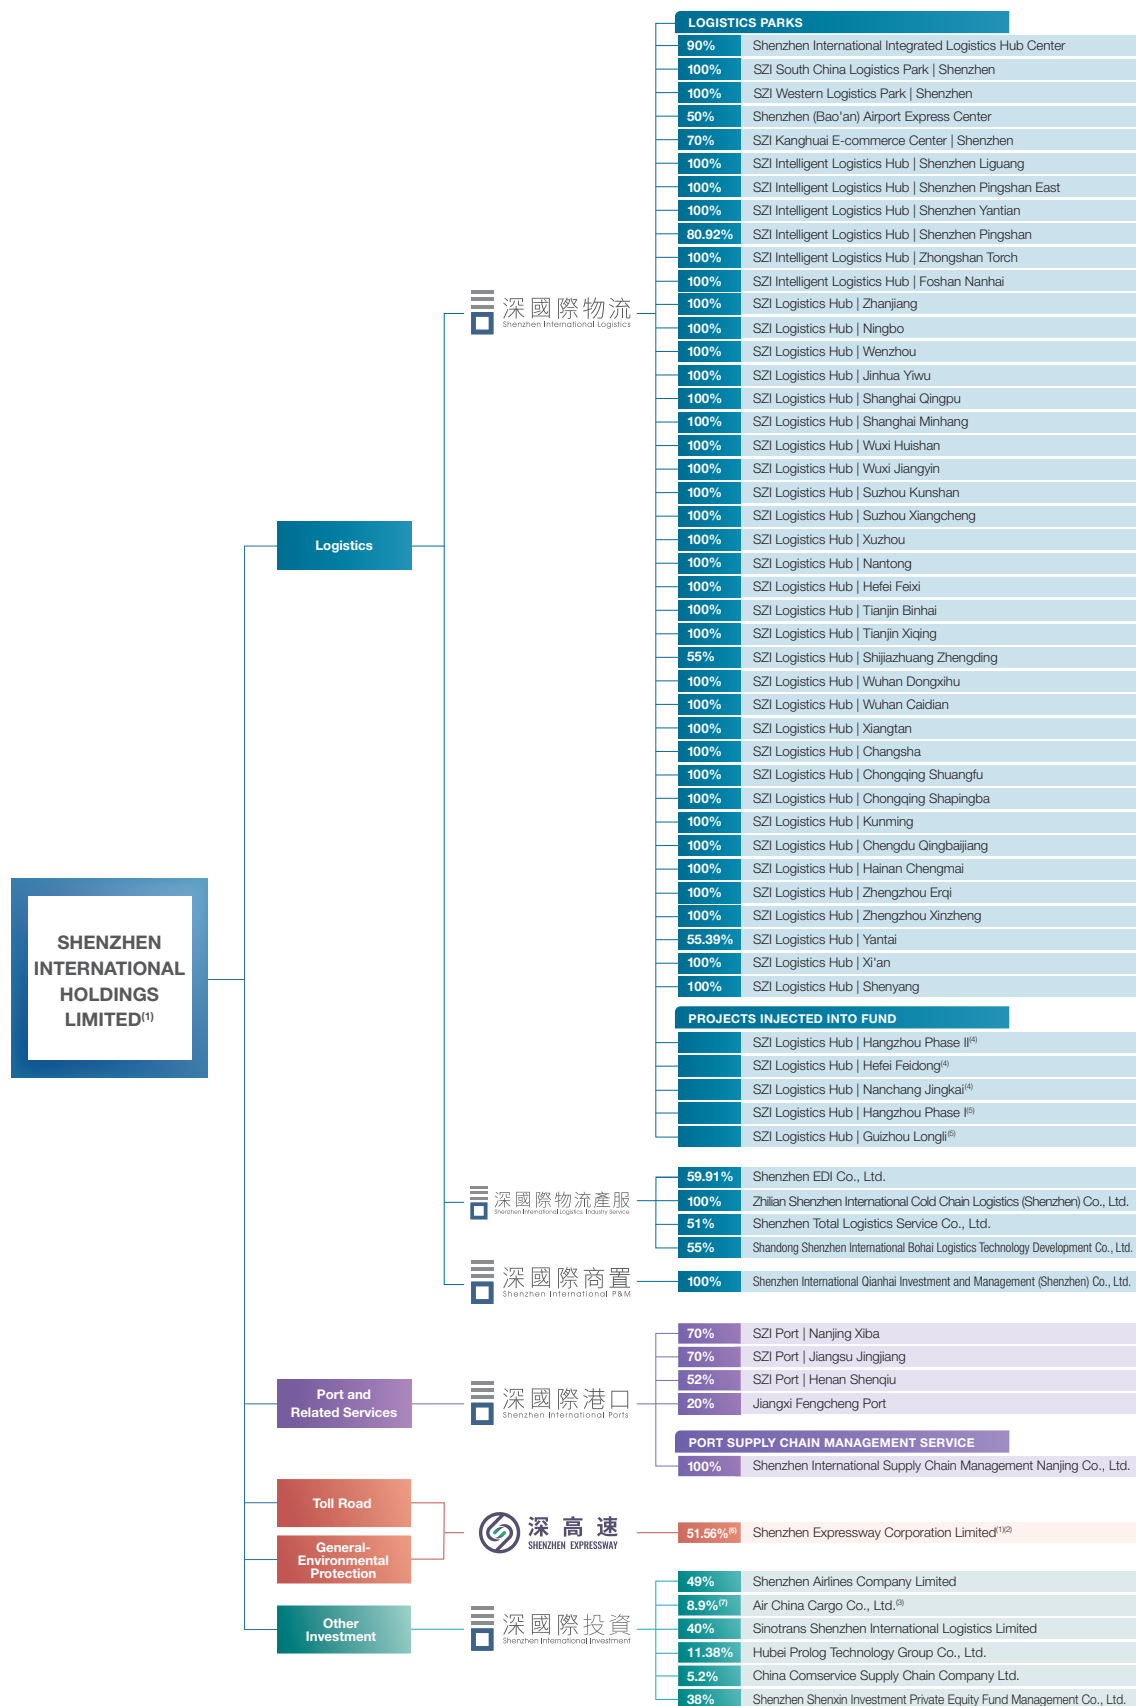 LOGISTICS PARKS
90% Shenzhen International Integrated Logistics Hub Center
100% SZI South China Logistics Park | Shenzhen
100% SZI Western Logistics Park | Shenzhen
50% Shenzhen (Bao'an) Airport Express Center
70% SZI Kanghuai E-commerce Center | Shenzhen
100% SZI Intelligent Logistics Hub | Shenzhen Liguang
100% SZI Intelligent Logistics Hub | Shenzhen Pingshan East
100% SZI Intelligent Logistics Hub | Shenzhen Yantian
80.92% SZI Intelligent Logistics Hub | Shenzhen Pingshan
100% SZI Intelligent Logistics Hub | Zhongshan Torch
100% SZI Intelligent Logistics Hub | Foshan Nanhai
100% SZI Logistics Hub | Zhanjiang
100% SZI Logistics Hub | Ningbo
100% SZI Logistics Hub | Wenzhou
100% SZI Logistics Hub | Jinhua Yiwu
100% SZI Logistics Hub | Shanghai Qingpu
100% SZI Logistics Hub | Shanghai Minhang
100% SZI Logistics Hub | Wuxi Huishan
100% SZI Logistics Hub | Wuxi Jiangyin
100% SZI Logistics Hub | Suzhou Kunshan
100% SZI Logistics Hub | Suzhou Xiangcheng
100% SZI Logistics Hub | Xuzhou
100% SZI Logistics Hub | Nantong
100% SZI Logistics Hub | Hefei Feixi
100% SZI Logistics Hub | Tianjin Binhai
100% SZI Logistics Hub | Tianjin Xiqing
55% SZI Logistics Hub | Shijiazhuang Zhengding
100% SZI Logistics Hub | Wuhan Dongxihu
100% SZI Logistics Hub | Wuhan Caidian
100% SZI Logistics Hub | Xiangtan
100% SZI Logistics Hub | Changsha
100% SZI Logistics Hub | Chongqing Shuangfu
100% SZI Logistics Hub | Chongqing Shapingba
100% SZI Logistics Hub | Kunming
100% SZI Logistics Hub | Chengdu Qingbaijiang
100% SZI Logistics Hub | Hainan Chengmai
100% SZI Logistics Hub | Zhengzhou Erqi
100% SZI Logistics Hub | Zhengzhou Xinzheng
55.39% SZI Logistics Hub | Yantai
100% SZI Logistics Hub | Xi'an
100% SZI Logistics Hub | Shenyang
PROJECTS INJECTED INTO FUND
SZI Logistics Hub | Hangzhou Phase II(4)
SZI Logistics Hub | Hefei Feidong(4)
SZI Logistics Hub | Nanchang Jingkai(4)
SZI Logistics Hub | Hangzhou Phase I(5)
SZI Logistics Hub | Guizhou Longli(5)
深國際物流
Shenzhen International Logistics
Logistics
SHENZHEN
INTERNATIONAL
HOLDINGS
LIMITED(1)
深國際物流產服
Shenzhen International Logistics Industry Service
59.91% Shenzhen EDI Co., Ltd.
100% Zhilian Shenzhen International Cold Chain Logistics (Shenzhen) Co., Ltd.
51% Shenzhen Total Logistics Service Co., Ltd.
55% Shandong Shenzhen International Bohai Logistics Technology Development Co., Ltd.
深國際商置
Shenzhen International P&M
100% Shenzhen International Qianhai Investment and Management (Shenzhen) Co., Ltd.
Port and
Related Services
深國際港口
Shenzhen International Ports
70% SZI Port | Nanjing Xiba
70% SZI Port | Jiangsu Jingjiang
52% SZI Port | Henan Shenqiu
20% Jiangxi Fengcheng Port
PORT SUPPLY CHAIN MANAGEMENT SERVICE
100% Shenzhen International Supply Chain Management Nanjing Co., Ltd.
Toll Road
General-
Environmental
Protection
深高速
SHENZHEN EXPRESSWAY
51.56%(6) Shenzhen Expressway Corporation Limited(1)(2)
Other
Investment
深國際投資
Shenzhen International Investment
49% Shenzhen Airlines Company Limited
8.9%(7) Air China Cargo Co., Ltd.(3)
40% Sinotrans Shenzhen International Logistics Limited
11.38% Hubei Prolog Technology Group Co., Ltd.
5.2% China Comservice Supply Chain Company Ltd.
38% Shenzhen Shenxin Investment Private Equity Fund Management Co., Ltd.